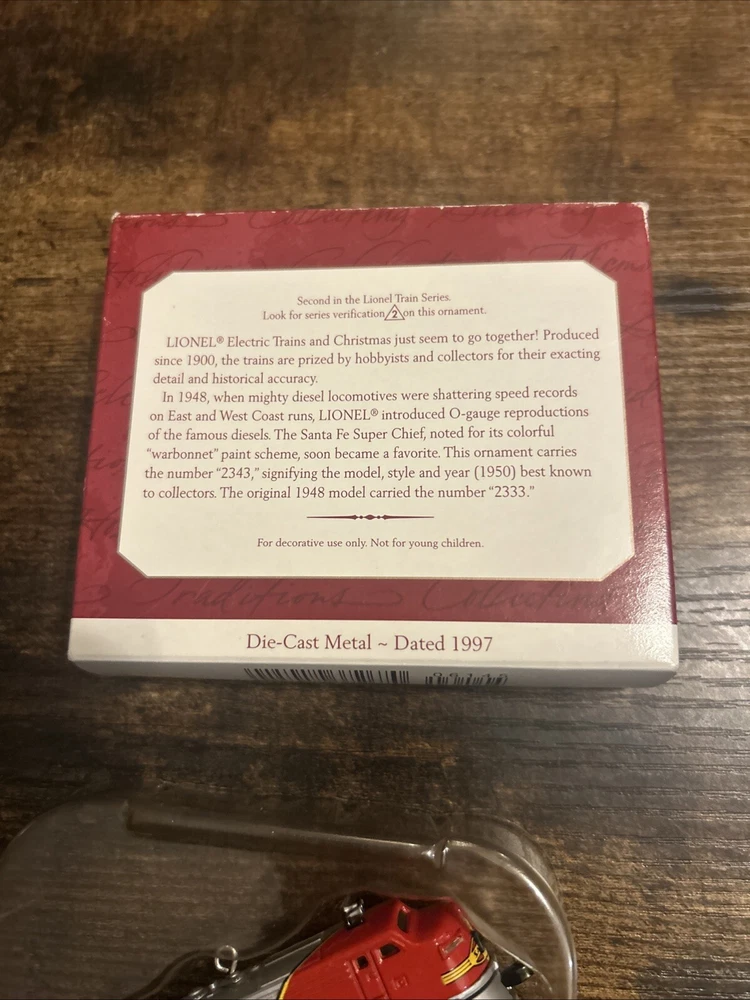 Second in the Lionel Train Series.
Look for series verification 2 on this ornament.
LIONEL® Electric Trains and Christmas just seem to go together! Produced
since 1900, the trains are prized by hobbyists and collectors for their exacting
detail and historical accuracy.
In 1948, when mighty diesel locomotives were shattering speed records
on East and West Coast runs, LIONEL® introduced O-gauge reproductions
of the famous diesels. The Santa Fe Super Chief, noted for its colorful
"warbonnet" paint scheme, soon became a favorite. This ornament carries
the number "2343," signifying the model, style and year (1950) best known
to collectors. The original 1948 model carried the number "2333."
For decorative use only. Not for young children.
Traditions Collecting
Die-Cast Metal ~ Dated 1997